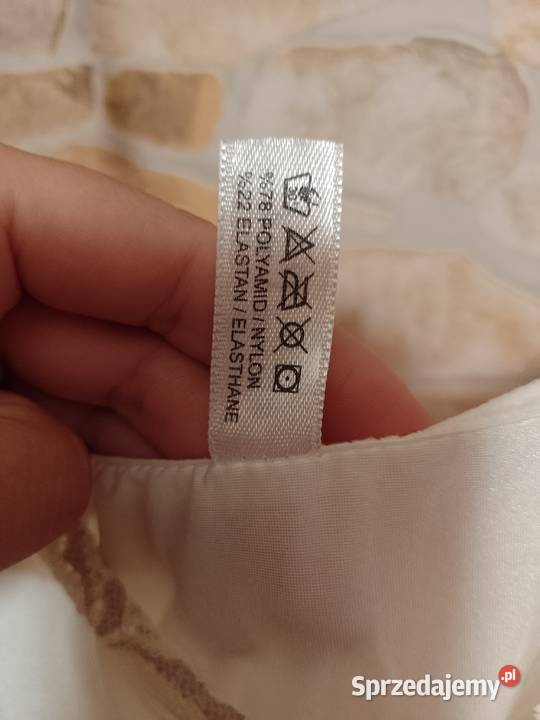 %78 POLYAMID / NYLON
%22 ELASTAN / ELASTHANE
Sprzedajemy.pl